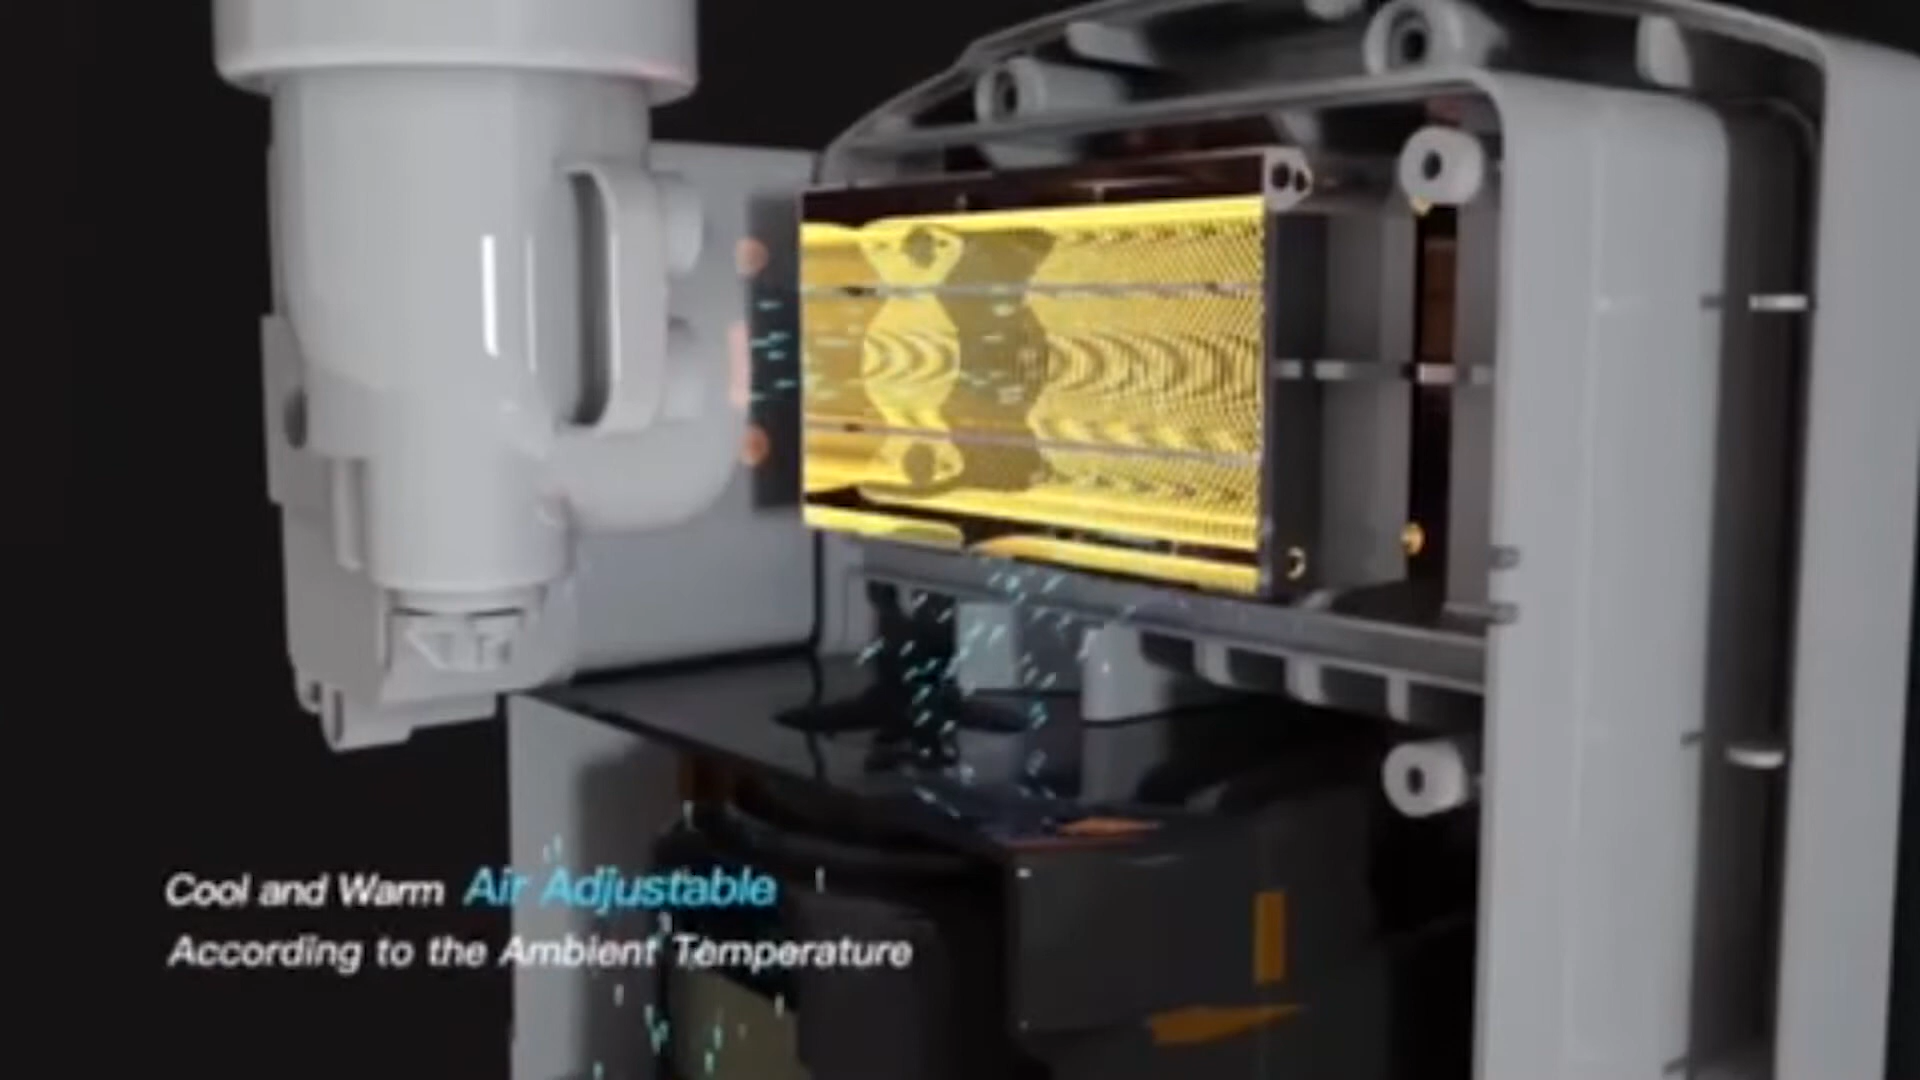 Cool and Warm Air Adjustable
According to the Ambient Temperature